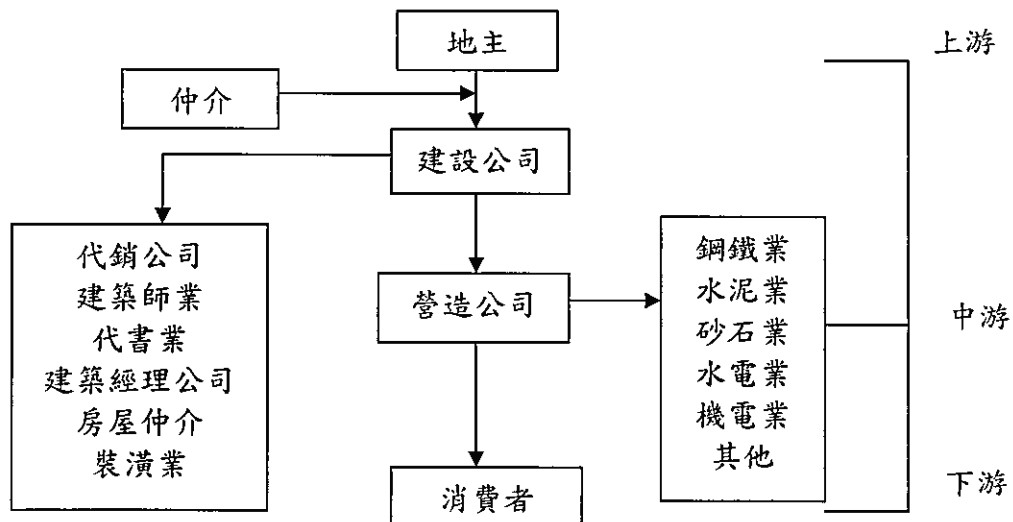 地主
上游
仲介
建設公司
代銷公司
建築師業
代書業
建築經理公司
房屋仲介
裝潢業
營造公司
鋼鐵業
水泥業
砂石業
水電業
機電業
其他
中游
消費者
下游